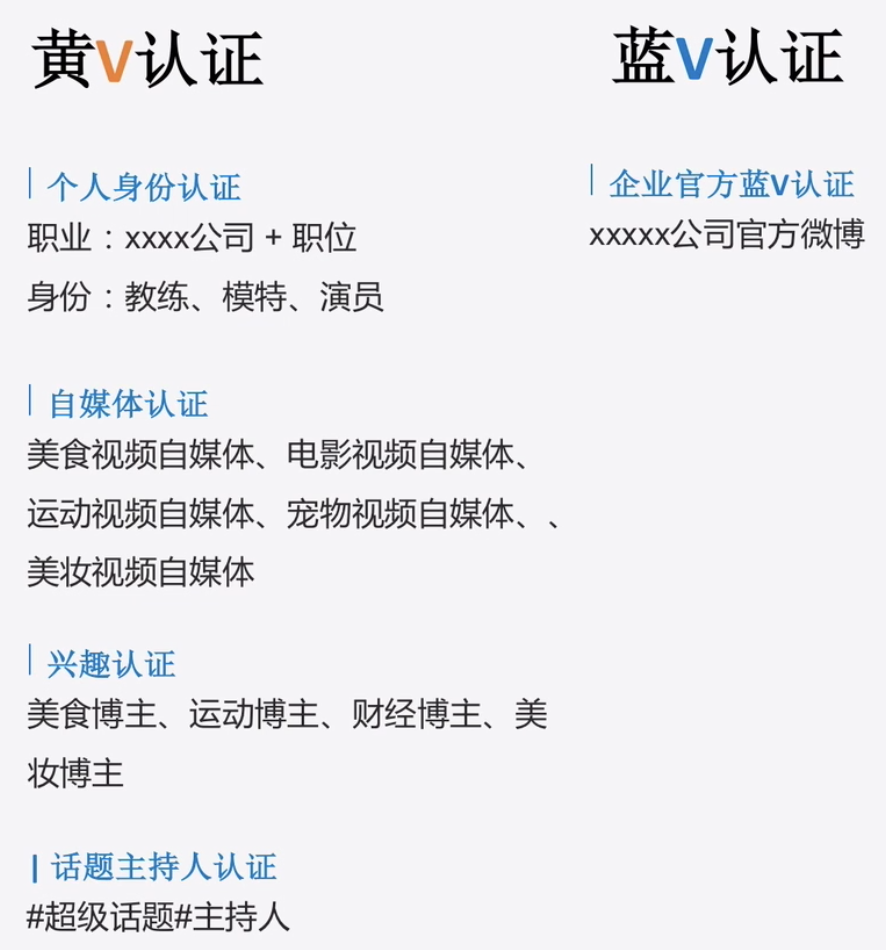 黄V认证
个人身份认证
职业：xxxx公司 + 职位
身份：教练、模特、演员
自媒体认证
美食视频自媒体、电影视频自媒体、
运动视频自媒体、宠物视频自媒体、、
美妆视频自媒体
兴趣认证
美食博主、运动博主、财经博主、美
妆博主
话题主持人认证
#超级话题#主持人
蓝V认证
企业官方蓝V认证
xxxxx公司官方微博